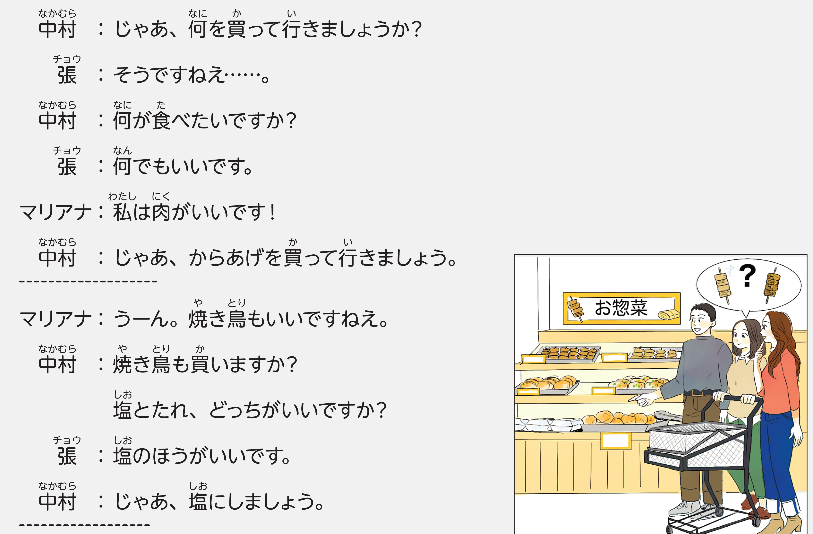 中村：じゃあ、何を買って行きましょうか？
張：そうですねえ……。
中村：何が食べたいですか？
張：何でもいいです。
マリアナ：私は肉がいいです！
中村：じゃあ、からあげを買って行きましょう。
マリアナ：うーん。焼き鳥もいいですねえ。
中村：焼き鳥も買いますか？
塩とたれ、どっちがいいですか？
張：塩のほうがいいです。
中村：じゃあ、塩にしましょう。
お惣菜
?